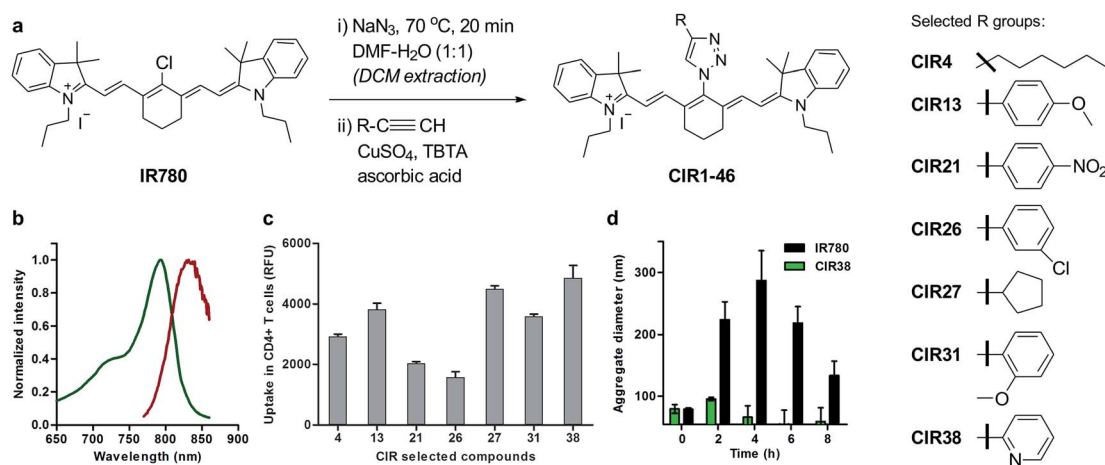 a
i) NaN3, 70 °C, 20 min
DMF-H2O (1:1)
(DCM extraction)
ii) R-C≡CH
CuSO4, TBTA
ascorbic acid
Cl
N+
I−
N
IR780
R
N
N
N
N+
I−
N
CIR1-46
Selected R groups:
CIR4
CIR13
O
CIR21
NO2
CIR26
Cl
CIR27
CIR31
O
CIR38
N
b
Normalized intensity
1.0
0.8
0.6
0.4
0.2
0.0
650 700 750 800 850 900
Wavelength (nm)
c
Uptake in CD4+ T cells (RFU)
6000
4000
2000
0
4 13 21 26 27 31 38
CIR selected compounds
d
IR780
CIR38
Aggregate diameter (nm)
300
200
100
0 2 4 6 8
Time (h)